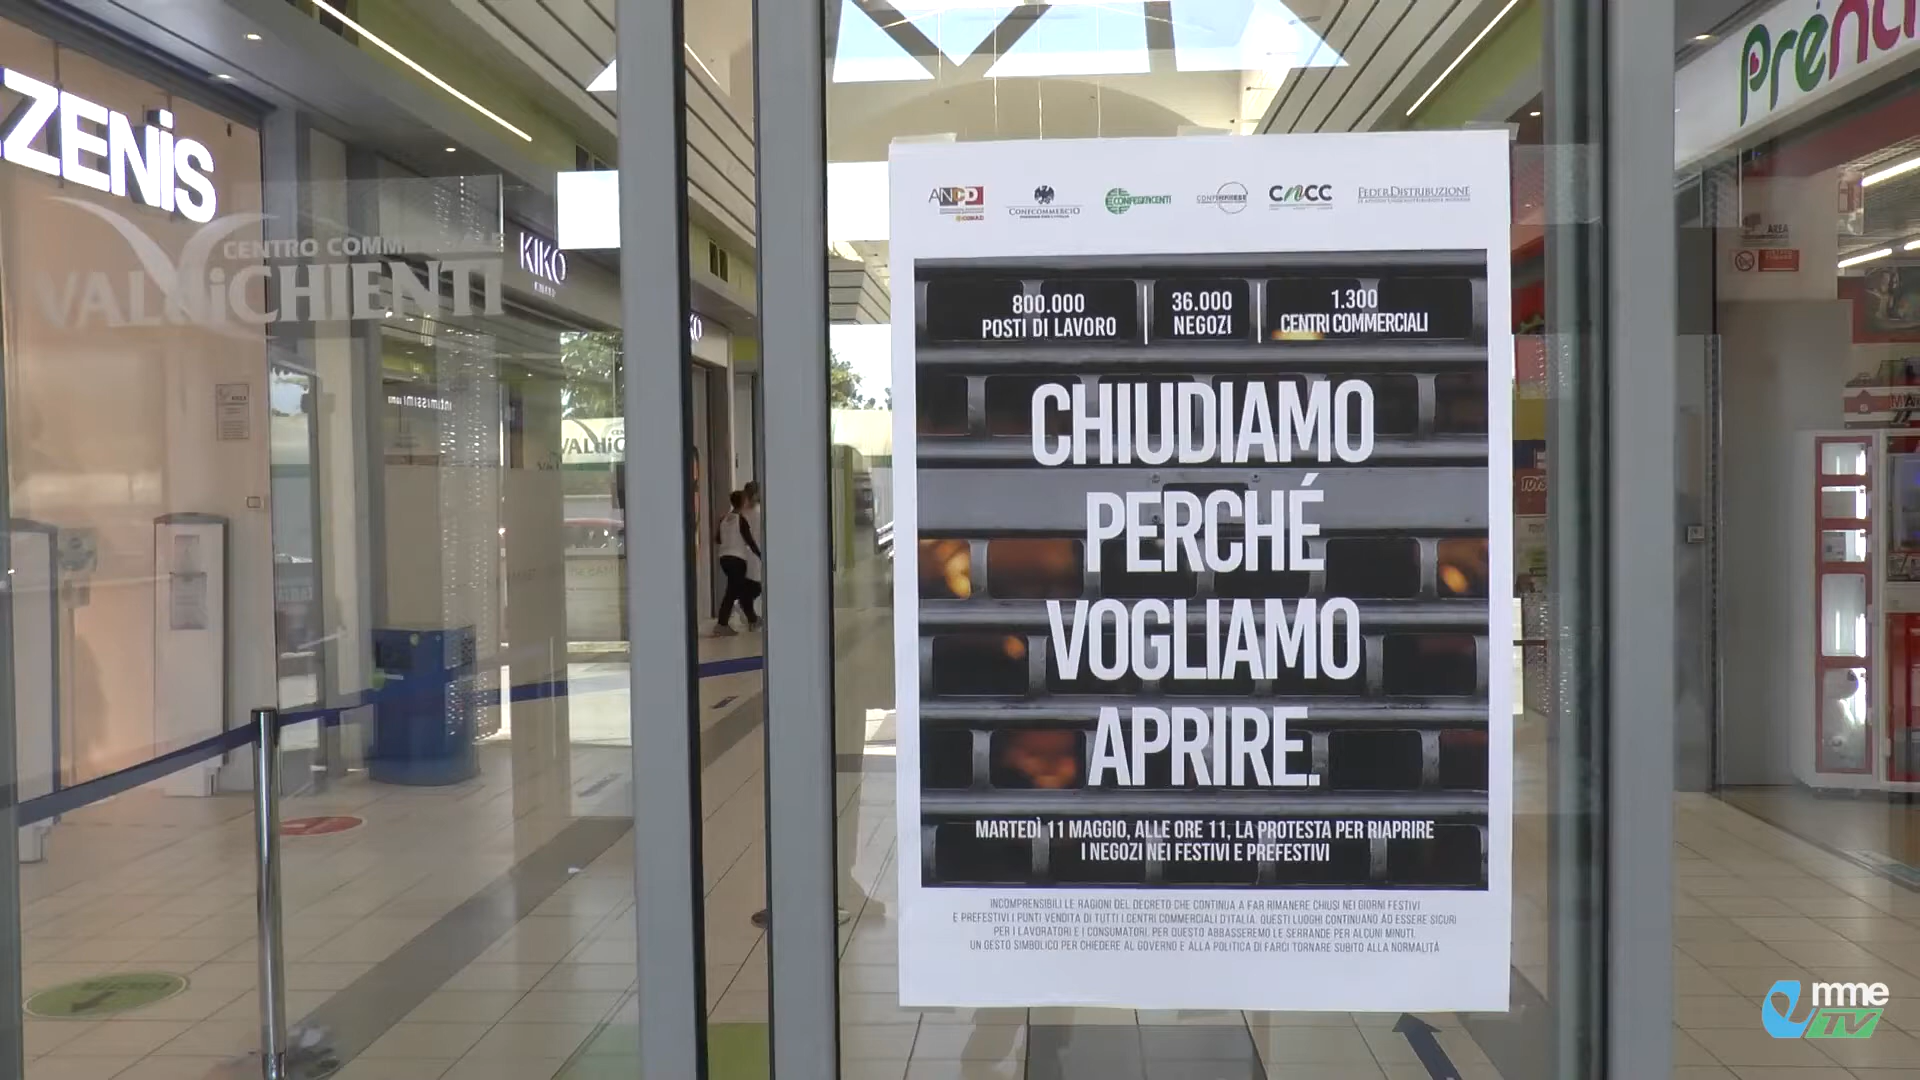 ZENiS
CENTRO COMMERCIALE
VALdiCHIENTI
KIKO
intimissimi
Prén
ANCD
CONAD
CONFCOMMERCIO
CONFESERCENTI
CONFIMPRESE
CNCC
FEDERDISTRIBUZIONE
800.000
POSTI DI LAVORO
36.000
NEGOZI
1.300
CENTRI COMMERCIALI
CHIUDIAMO
PERCHÉ
VOGLIAMO
APRIRE.
MARTEDÌ 11 MAGGIO, ALLE ORE 11, LA PROTESTA PER RIAPRIRE
I NEGOZI NEI FESTIVI E PREFESTIVI
INCOMPRENSIBILI LE RAGIONI DEL DECRETO CHE CONTINUA A FAR RIMANERE CHIUSI NEI GIORNI FESTIVI
E PREFESTIVI I PUNTI VENDITA DI TUTTI I CENTRI COMMERCIALI D'ITALIA. QUESTI LUOGHI CONTINUANO AD ESSERE SICURI
PER I LAVORATORI E I CONSUMATORI. PER QUESTO ABBASSEREMO LE SERRANDE PER ALCUNI MINUTI.
UN GESTO SIMBOLICO PER CHIEDERE AL GOVERNO E ALLA POLITICA DI FARCI TORNARE SUBITO ALLA NORMALITÀ
AREA
mme
TV